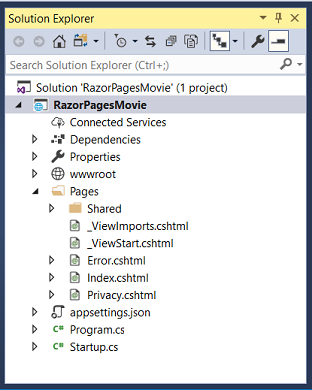 Solution Explorer
Search Solution Explorer (Ctrl+;)
Solution 'RazorPagesMovie' (1 project)
RazorPagesMovie
Connected Services
Dependencies
Properties
wwwroot
Pages
Shared
_ViewImports.cshtml
_ViewStart.cshtml
Error.cshtml
Index.cshtml
Privacy.cshtml
appsettings.json
C# Program.cs
C# Startup.cs